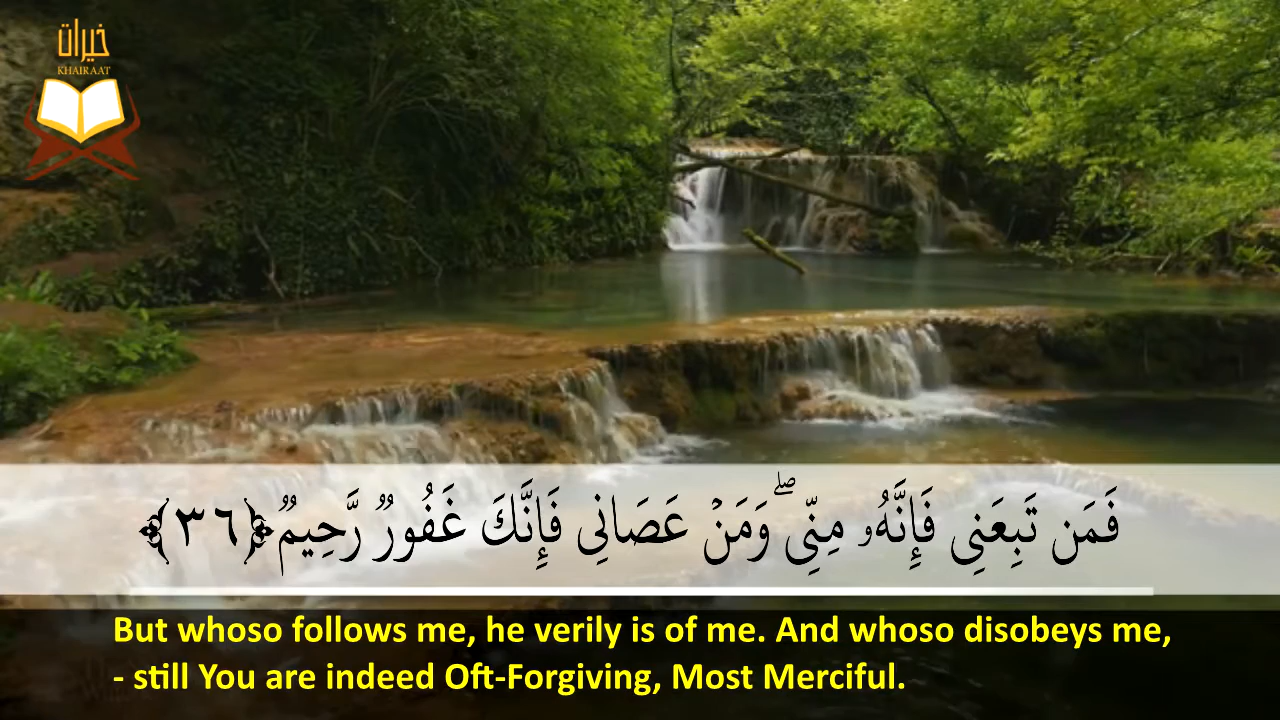 خيرات
KHAIRAAT
فَمَن تَبِعَنِى فَإِنَّهُۥ مِنِّى ۖ وَمَنْ عَصَانِى فَإِنَّكَ غَفُورٌۭ رَّحِيمٌۭ ﴿٣٦﴾
But whoso follows me, he verily is of me. And whoso disobeys me,
- still You are indeed Oft-Forgiving, Most Merciful.